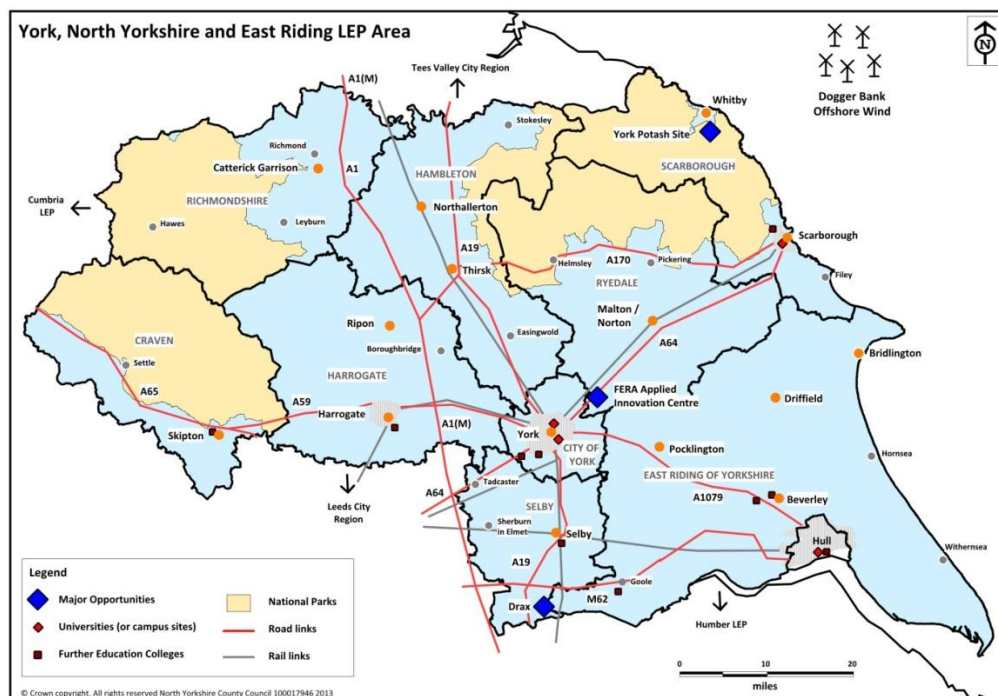 York, North Yorkshire and East Riding LEP Area
Tees Valley City Region
A1(M)
N
Dogger Bank
Offshore Wind
Whitby
York Potash Site
SCARBOROUGH
Stokesley
Richmond
Catterick Garrison
A1
HAMBLETON
RICHMONDSHIRE
Cumbria
LEP
Hawes
Leyburn
Northallerton
Scarborough
A19
Thirsk
Helmsley
A170
Pickering
RYEDALE
Filey
Ripon
Malton /
Norton
Easingwold
CRAVEN
Boroughbridge
A64
Bridlington
Settle
HARROGATE
A65
FERA Applied
Innovation Centre
Driffield
A59
Harrogate
A1(M)
Skipton
York
CITY OF
YORK
Pocklington
Hornsea
EAST RIDING OF YORKSHIRE
Leeds City
Region
A64
Tadcaster
A1079
Beverley
SELBY
Sherburn
in Elmet
Selby
Hull
Withernsea
A19
Goole
M62
Drax
Humber LEP
Legend
Major Opportunities
National Parks
Universities (or campus sites)
Road links
Further Education Colleges
Rail links
0 10 20
miles
© Crown copyright. All rights reserved North Yorkshire County Council 100017946 2013